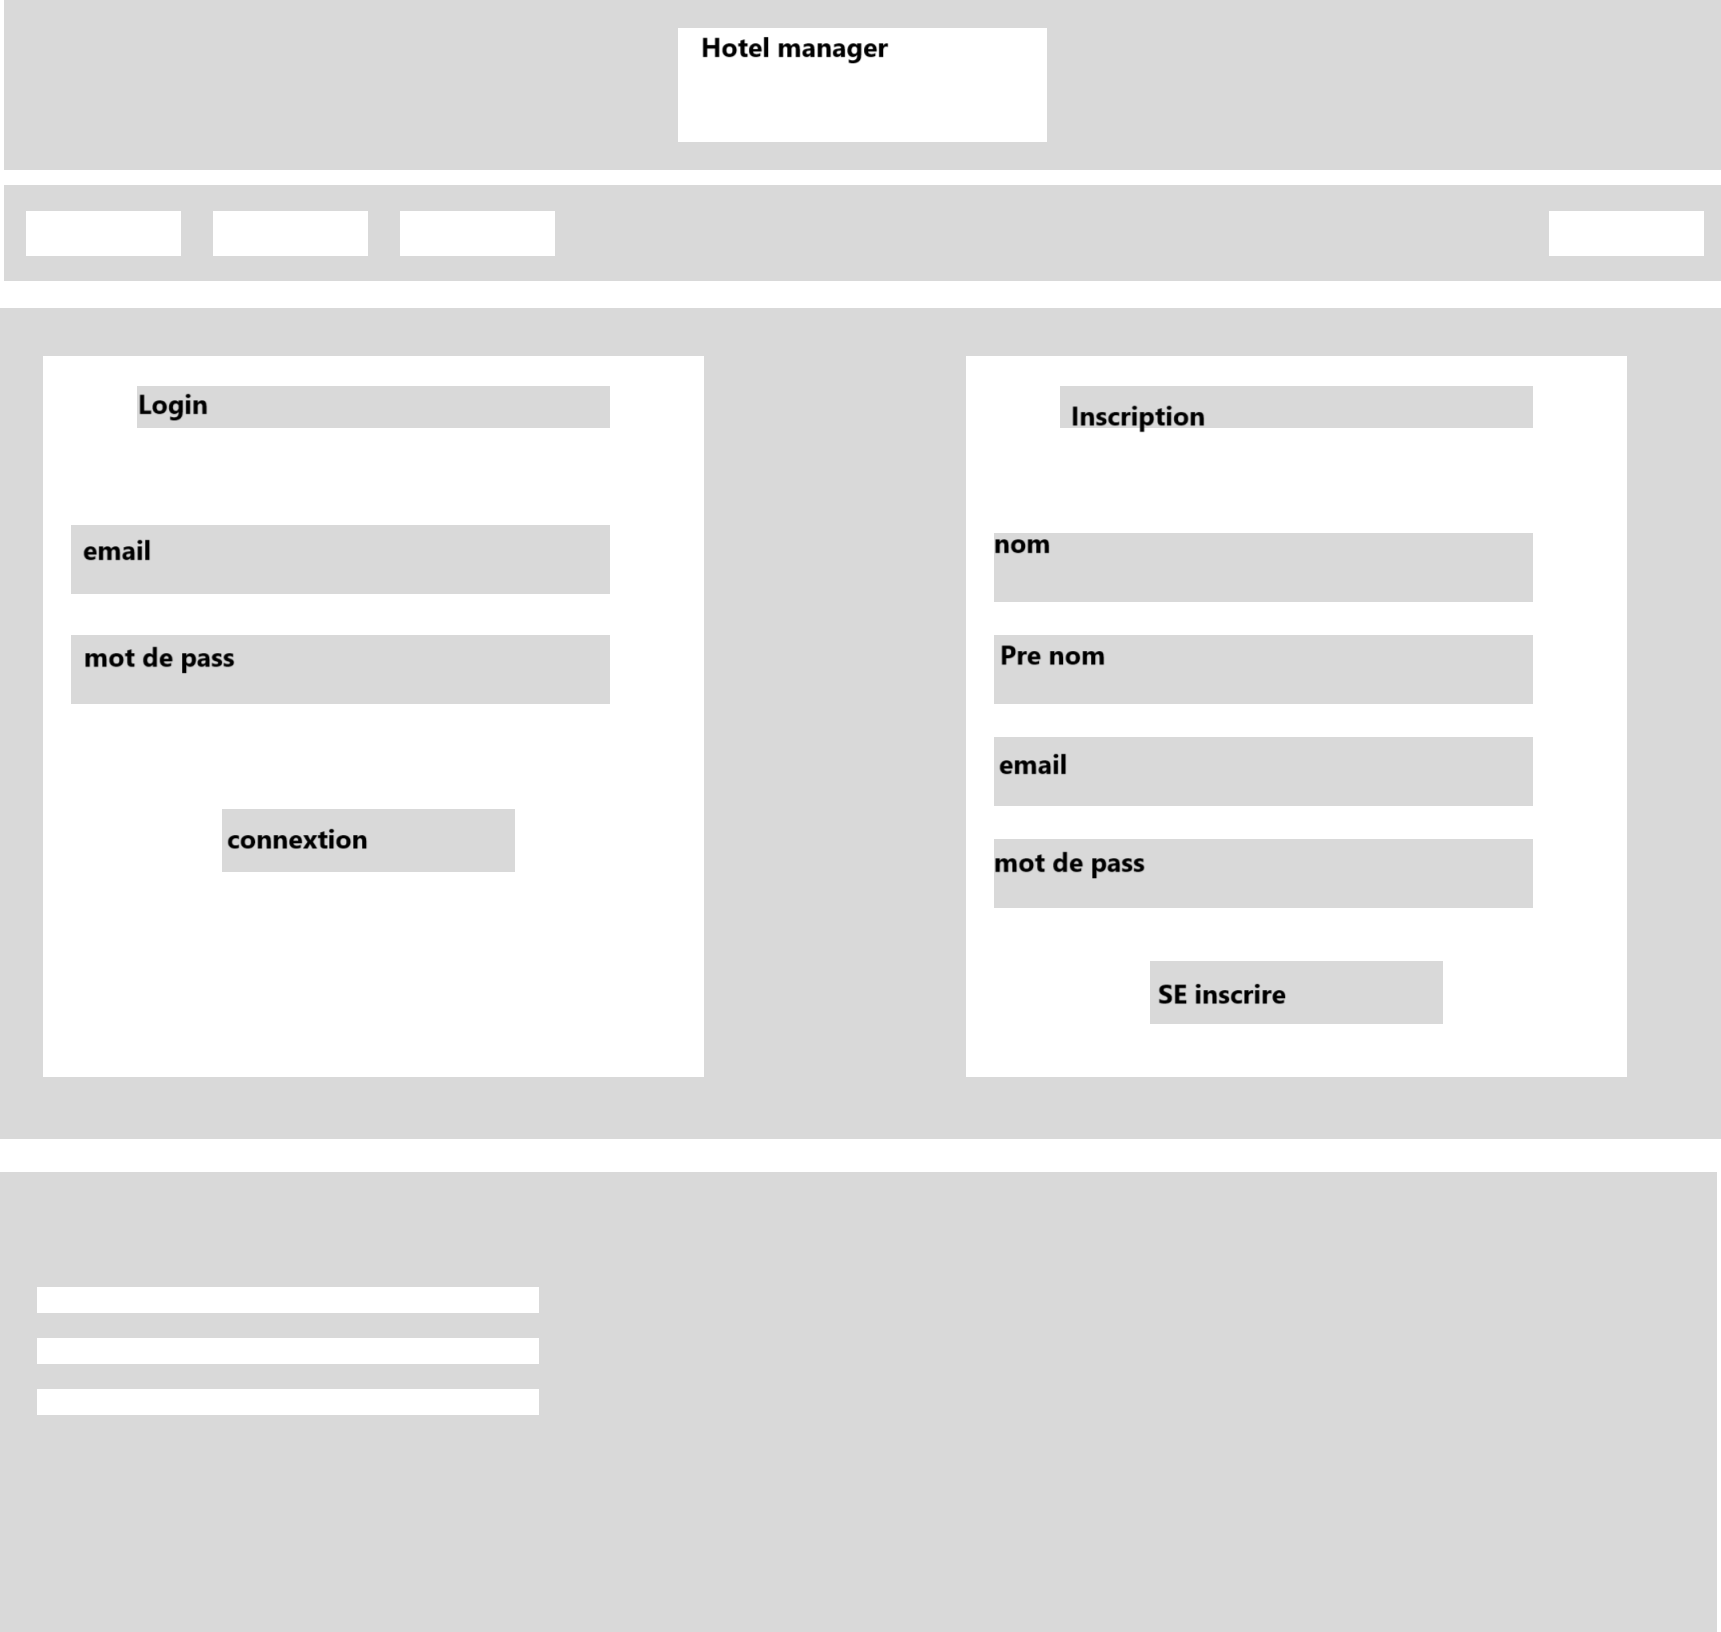 Hotel manager
Login
email
mot de pass
connextion
Inscription
nom
Pre nom
email
mot de pass
SE inscrire